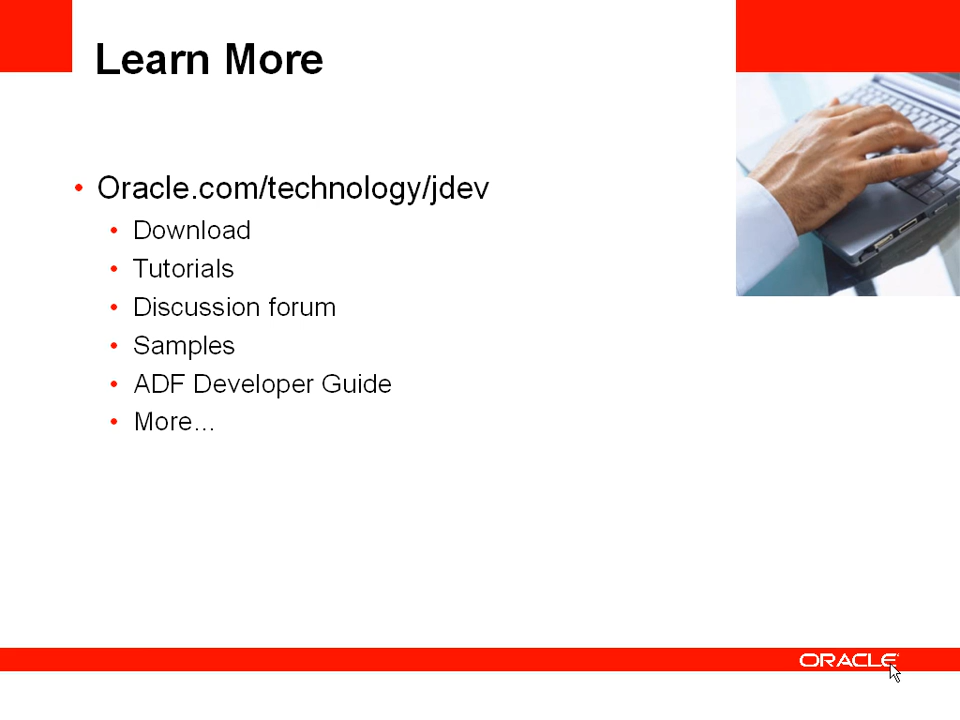 Learn More
• Oracle.com/technology/jdev
• Download
• Tutorials
• Discussion forum
• Samples
• ADF Developer Guide
• More...
ORACLE